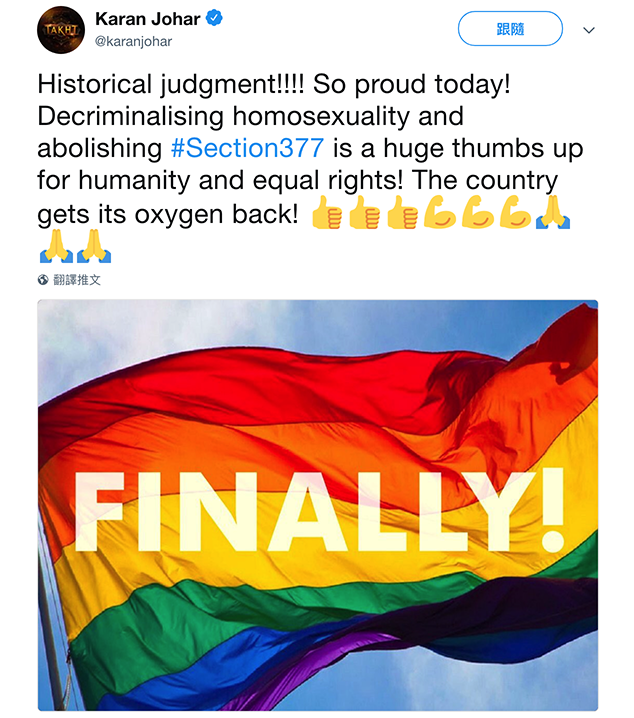 TAKHT
Karan Johar
@karanjohar
跟隨
Historical judgment!!!! So proud today!
Decriminalising homosexuality and
abolishing #Section377 is a huge thumbs up
for humanity and equal rights! The country
gets its oxygen back! 👍👍👍💪💪💪🙏
🙏🙏
翻譯推文
FINALLY!